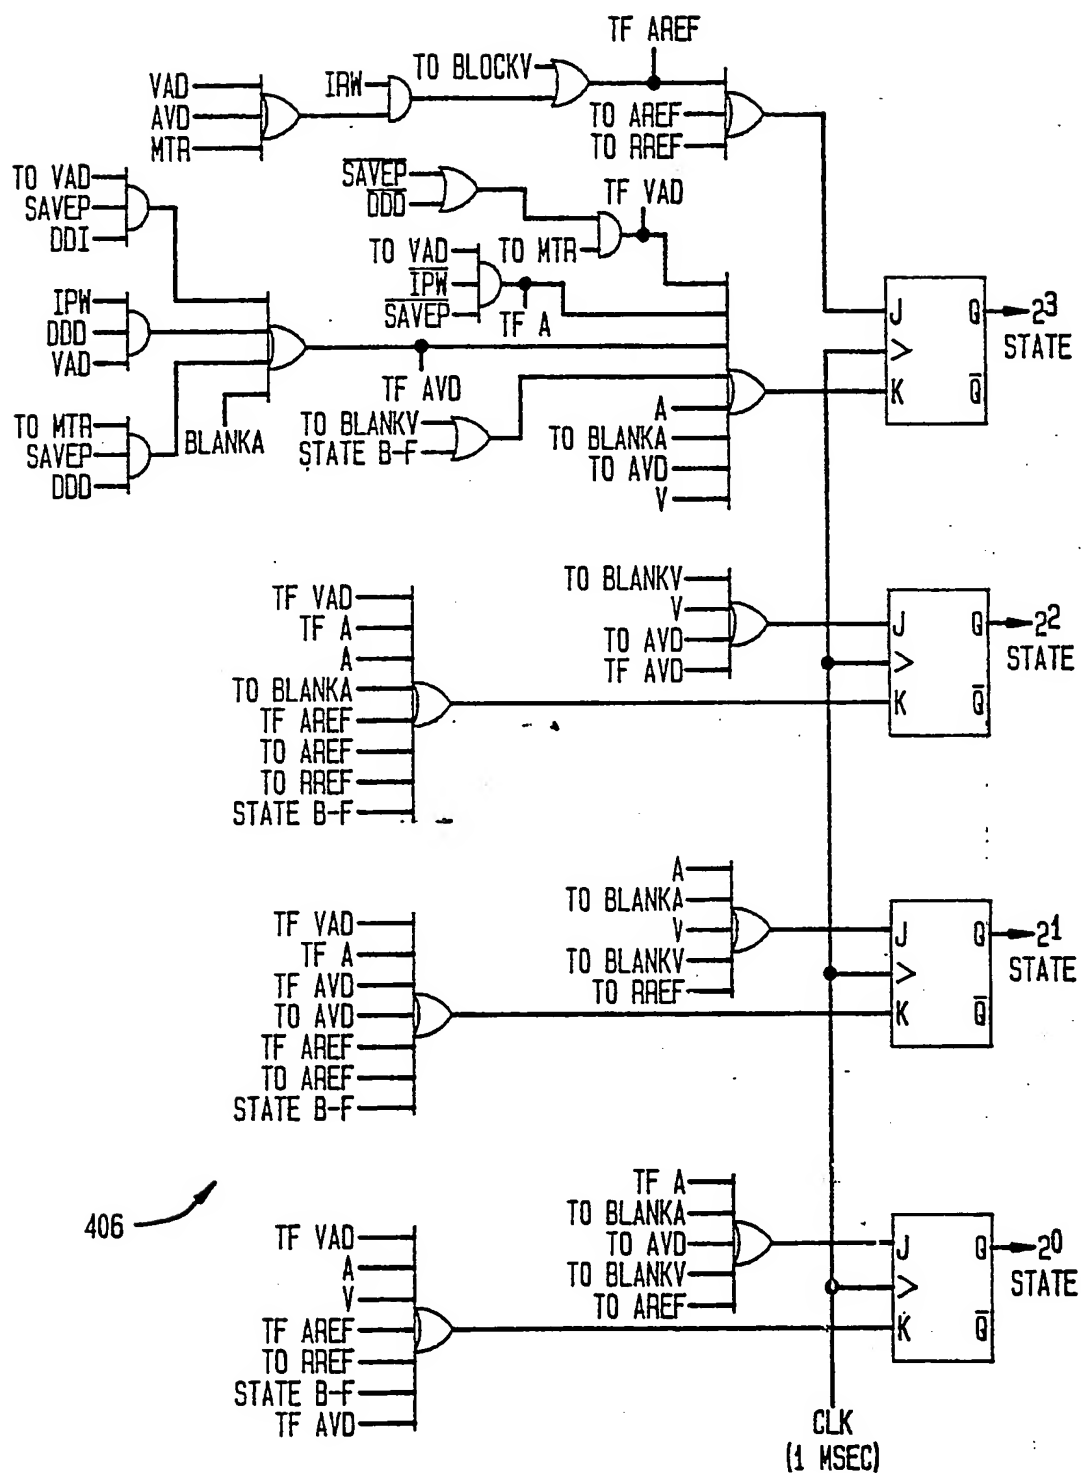 TF AREF
TO BLOCKV
VAD
IRW
AVD
TO AREF
MTR
TO RREF
TO VAD
SAVEP
DDI
SAVEP
DDD
TF VAD
TO VAD
TO MTR
IPW
SAVEP
TF A
IPW
DDD
VAD
TF AVD
TO MTR
SAVEP
DDD
BLANKA
TO BLANKV
STATE B-F
A
TO BLANKA
TO AVD
V
J Q 2³
STATE
>
K Q̅
TF VAD
TF A
A
TO BLANKA
TF AREF
TO AREF
TO RREF
STATE B-F
TO BLANKV
V
TO AVD
TF AVD
J Q 2²
STATE
>
K Q̅
TF VAD
TF A
TF AVD
TO AVD
TF AREF
TO AREF
STATE B-F
A
TO BLANKA
V
TO BLANKV
TO RREF
J Q 2¹
STATE
>
K Q̅
406
TF VAD
A
V
TF AREF
TO RREF
STATE B-F
TF AVD
TF A
TO BLANKA
TO AVD
TO BLANKV
TO AREF
J Q 2⁰
STATE
>
K Q̅
CLK
(1 MSEC)